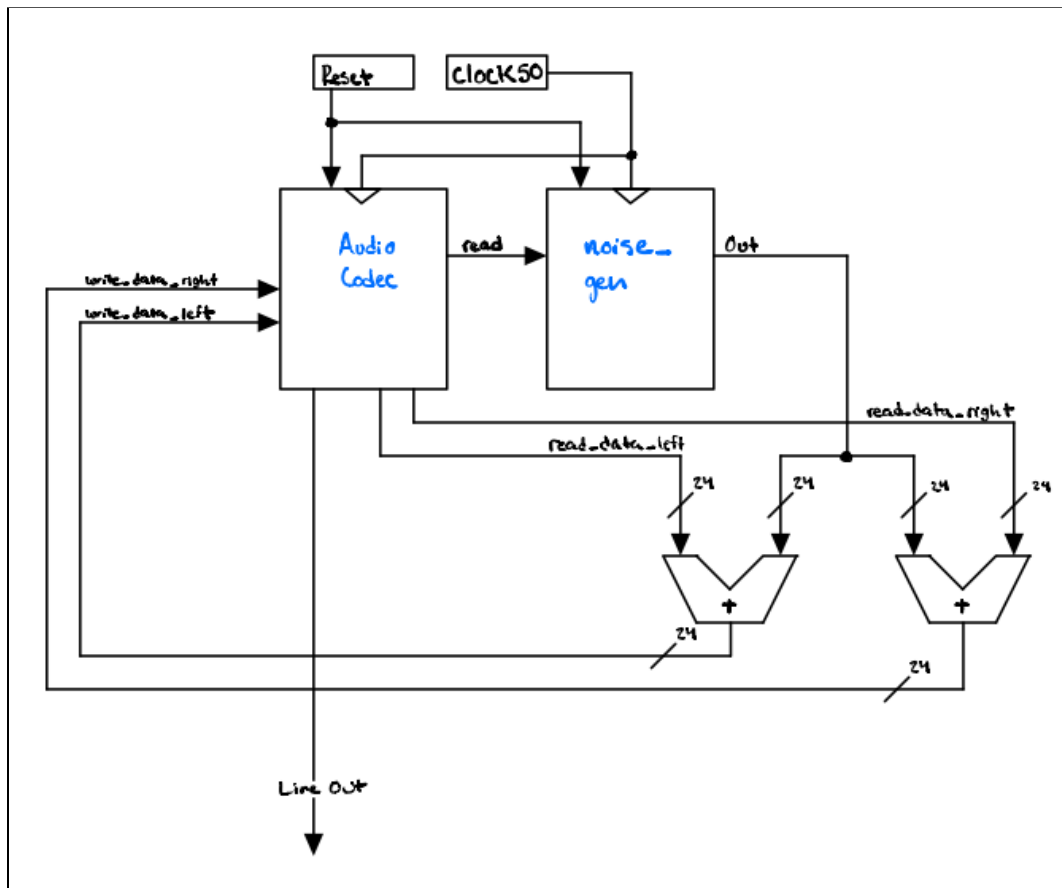 Reset
Clock50
Audio
Codec
read
noise_
gen
Out
write_data_right
write_data_left
read_data_right
read_data_left
24
24
24
24
+
+
24
24
Line Out